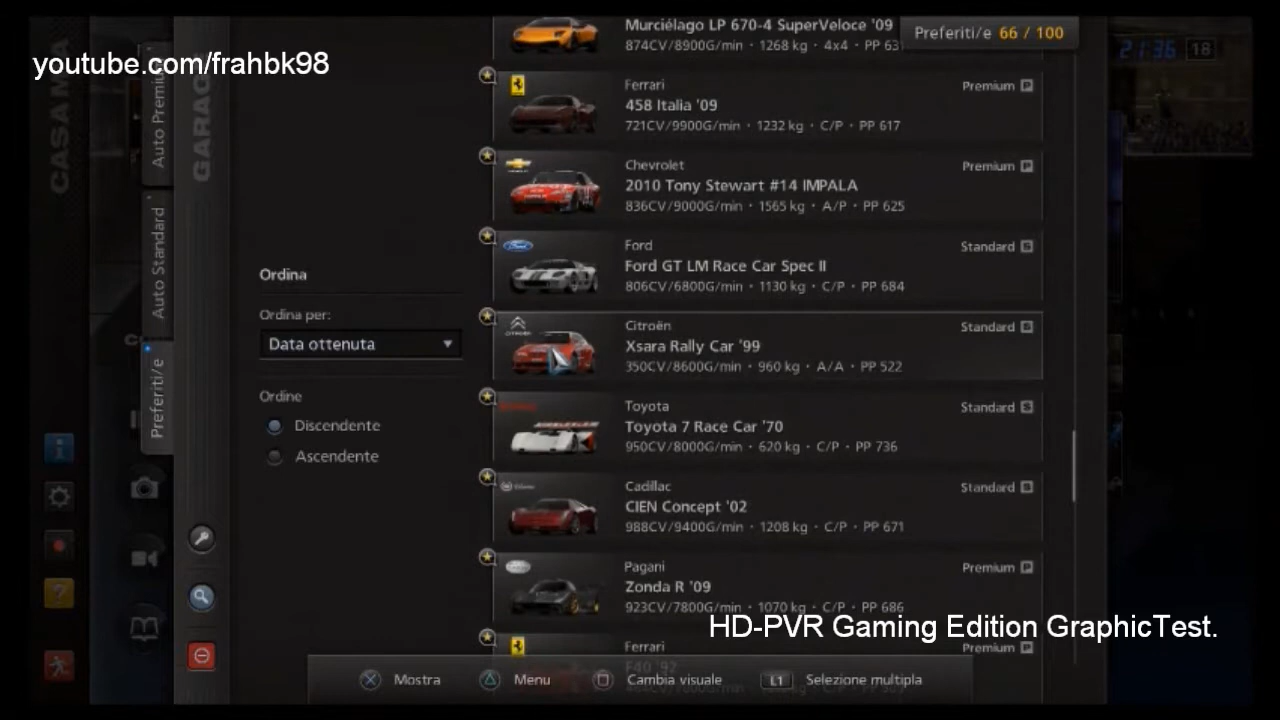 youtube.com/frahbk98
CASA MIA
Auto Premium
Auto Standard
Preferiti/e
GARAGE
Ordina
Ordina per:
Data ottenuta
Ordine
Discendente
Ascendente
Preferiti/e 66 / 100
21:36 18
Murciélago LP 670-4 SuperVeloce '09
874CV/8900G/min · 1268 kg · 4x4 · PP 631
Ferrari
Premium P
458 Italia '09
721CV/9900G/min · 1232 kg · C/P · PP 617
Chevrolet
Premium P
2010 Tony Stewart #14 IMPALA
836CV/9000G/min · 1565 kg · A/P · PP 625
Ford
Standard S
Ford GT LM Race Car Spec II
806CV/6800G/min · 1130 kg · C/P · PP 684
Citroën
Standard S
Xsara Rally Car '99
350CV/8600G/min · 960 kg · A/A · PP 522
Toyota
Standard S
Toyota 7 Race Car '70
950CV/8000G/min · 620 kg · C/P · PP 736
Cadillac
Standard S
CIEN Concept '02
988CV/9400G/min · 1208 kg · C/P · PP 671
Pagani
Premium P
Zonda R '09
923CV/7800G/min · 1070 kg · C/P · PP 686
HD-PVR Gaming Edition GraphicTest.
Ferrari
Premium P
F40 '92
Mostra
Menu
Cambia visuale
L1 Selezione multipla